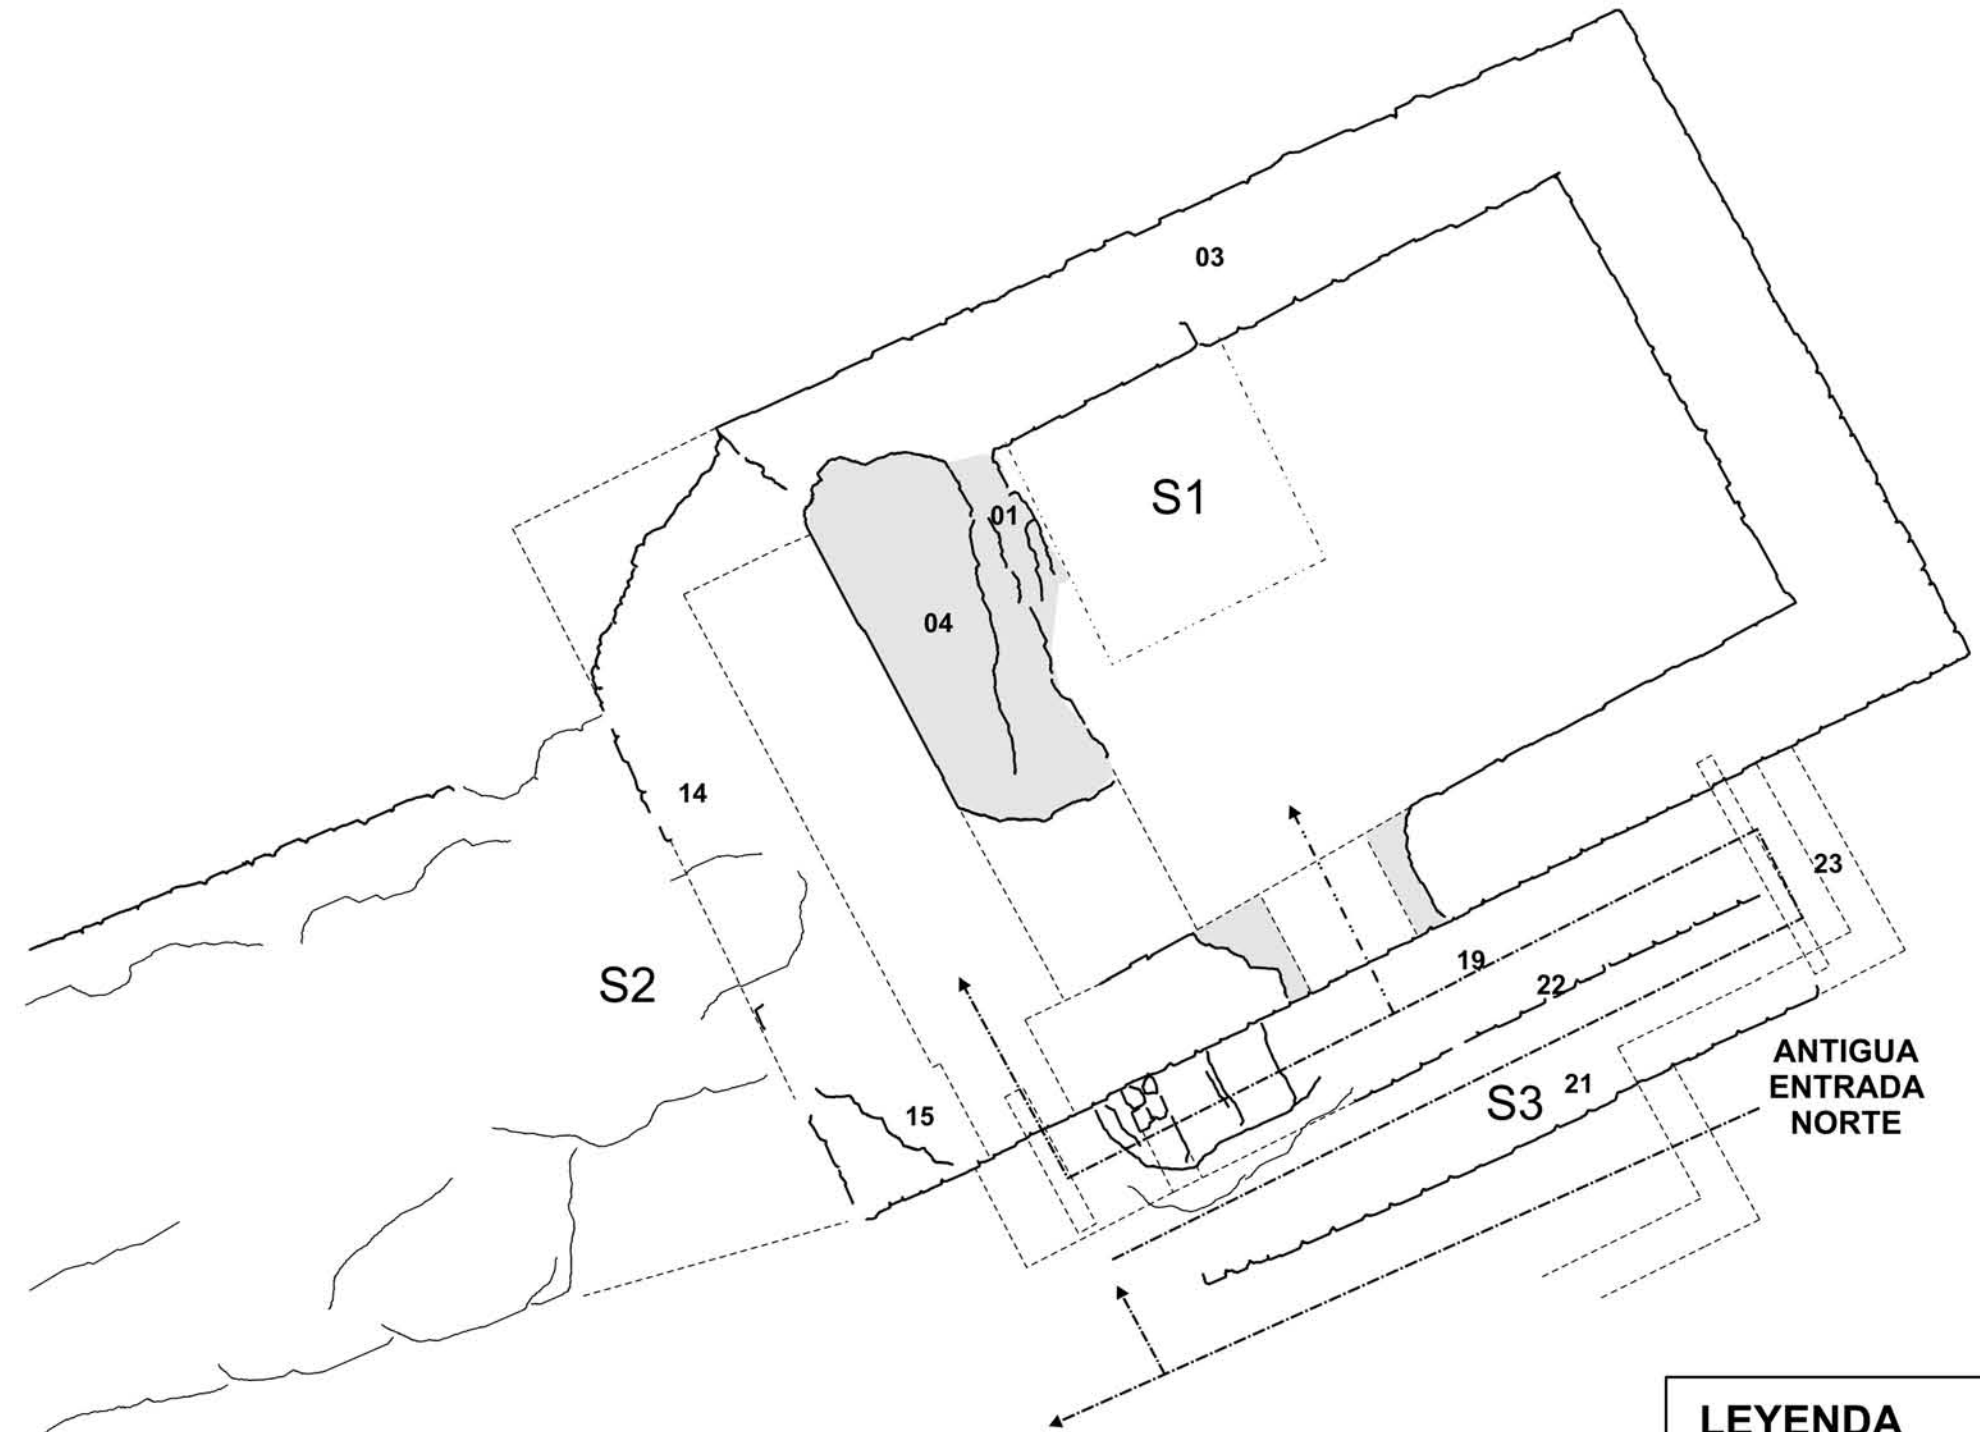 03
S1
01
04
14
23
19
S2
22
ANTIGUA
ENTRADA
NORTE
S3
21
15
LEYENDA